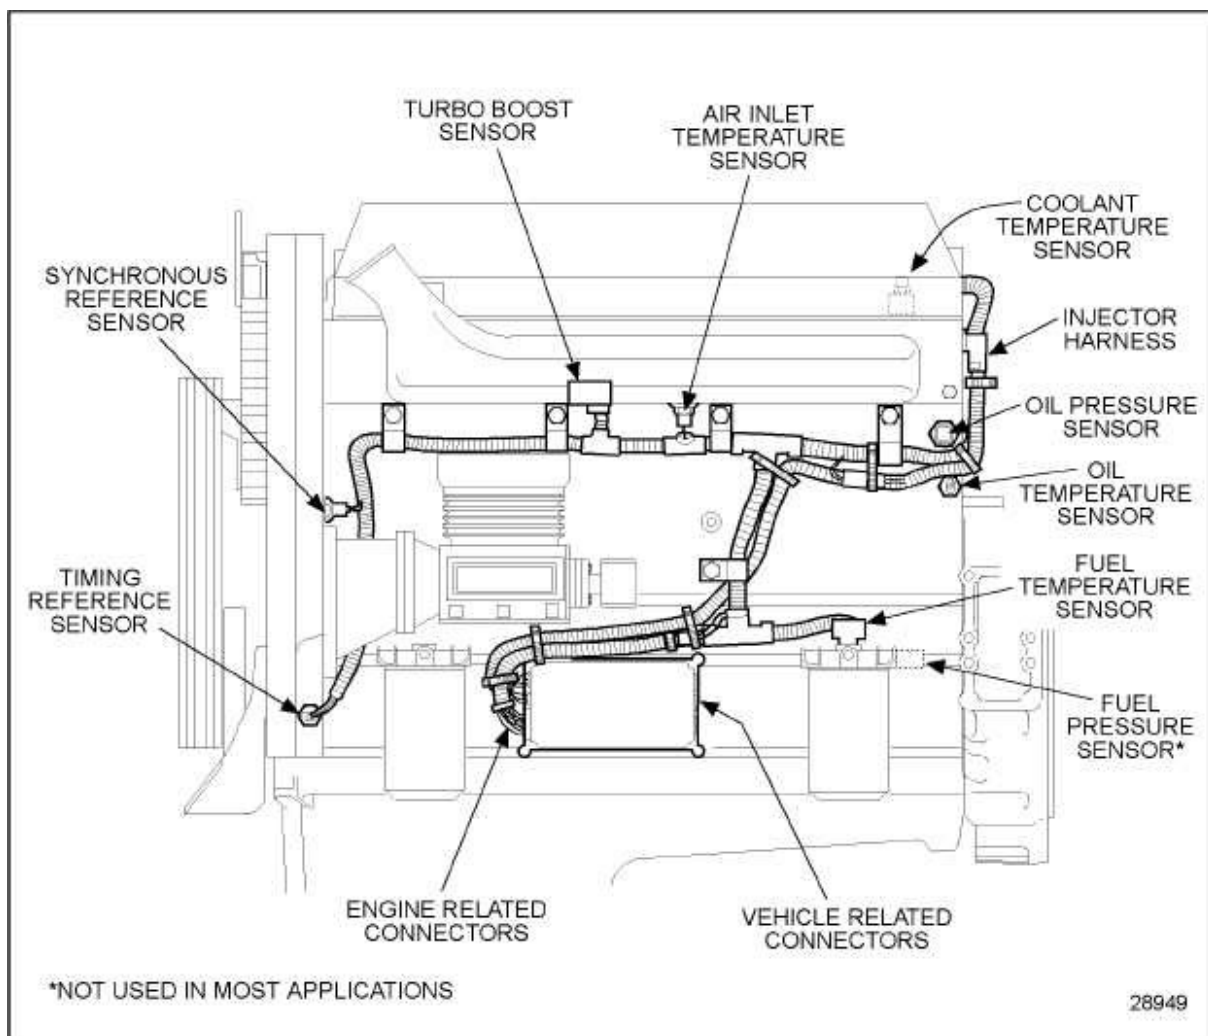 TURBO BOOST
SENSOR
AIR INLET
TEMPERATURE
SENSOR
COOLANT
TEMPERATURE
SENSOR
SYNCHRONOUS
REFERENCE
SENSOR
INJECTOR
HARNESS
OIL PRESSURE
SENSOR
OIL
TEMPERATURE
SENSOR
TIMING
REFERENCE
SENSOR
FUEL
TEMPERATURE
SENSOR
FUEL
PRESSURE
SENSOR*
ENGINE RELATED
CONNECTORS
VEHICLE RELATED
CONNECTORS
*NOT USED IN MOST APPLICATIONS
28949